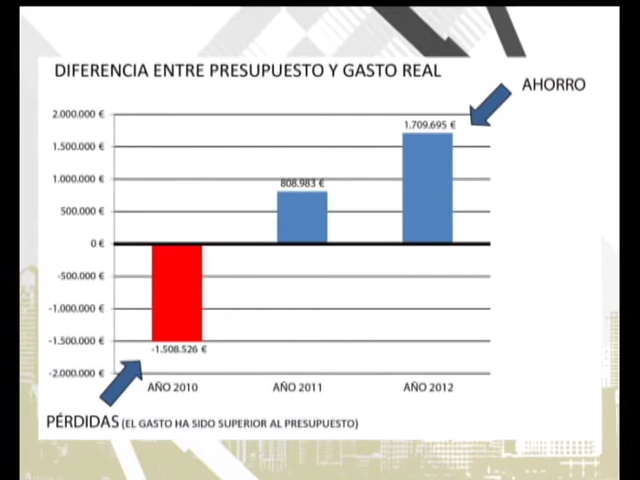 DIFERENCIA ENTRE PRESUPUESTO Y GASTO REAL
AHORRO
2.000.000 €
1.500.000 €
1.000.000 €
500.000 €
0 €
-500.000 €
-1.000.000 €
-1.500.000 €
-2.000.000 €
1.709.695 €
808.983 €
-1.508.526 €
AÑO 2010
AÑO 2011
AÑO 2012
PÉRDIDAS (EL GASTO HA SIDO SUPERIOR AL PRESUPUESTO)